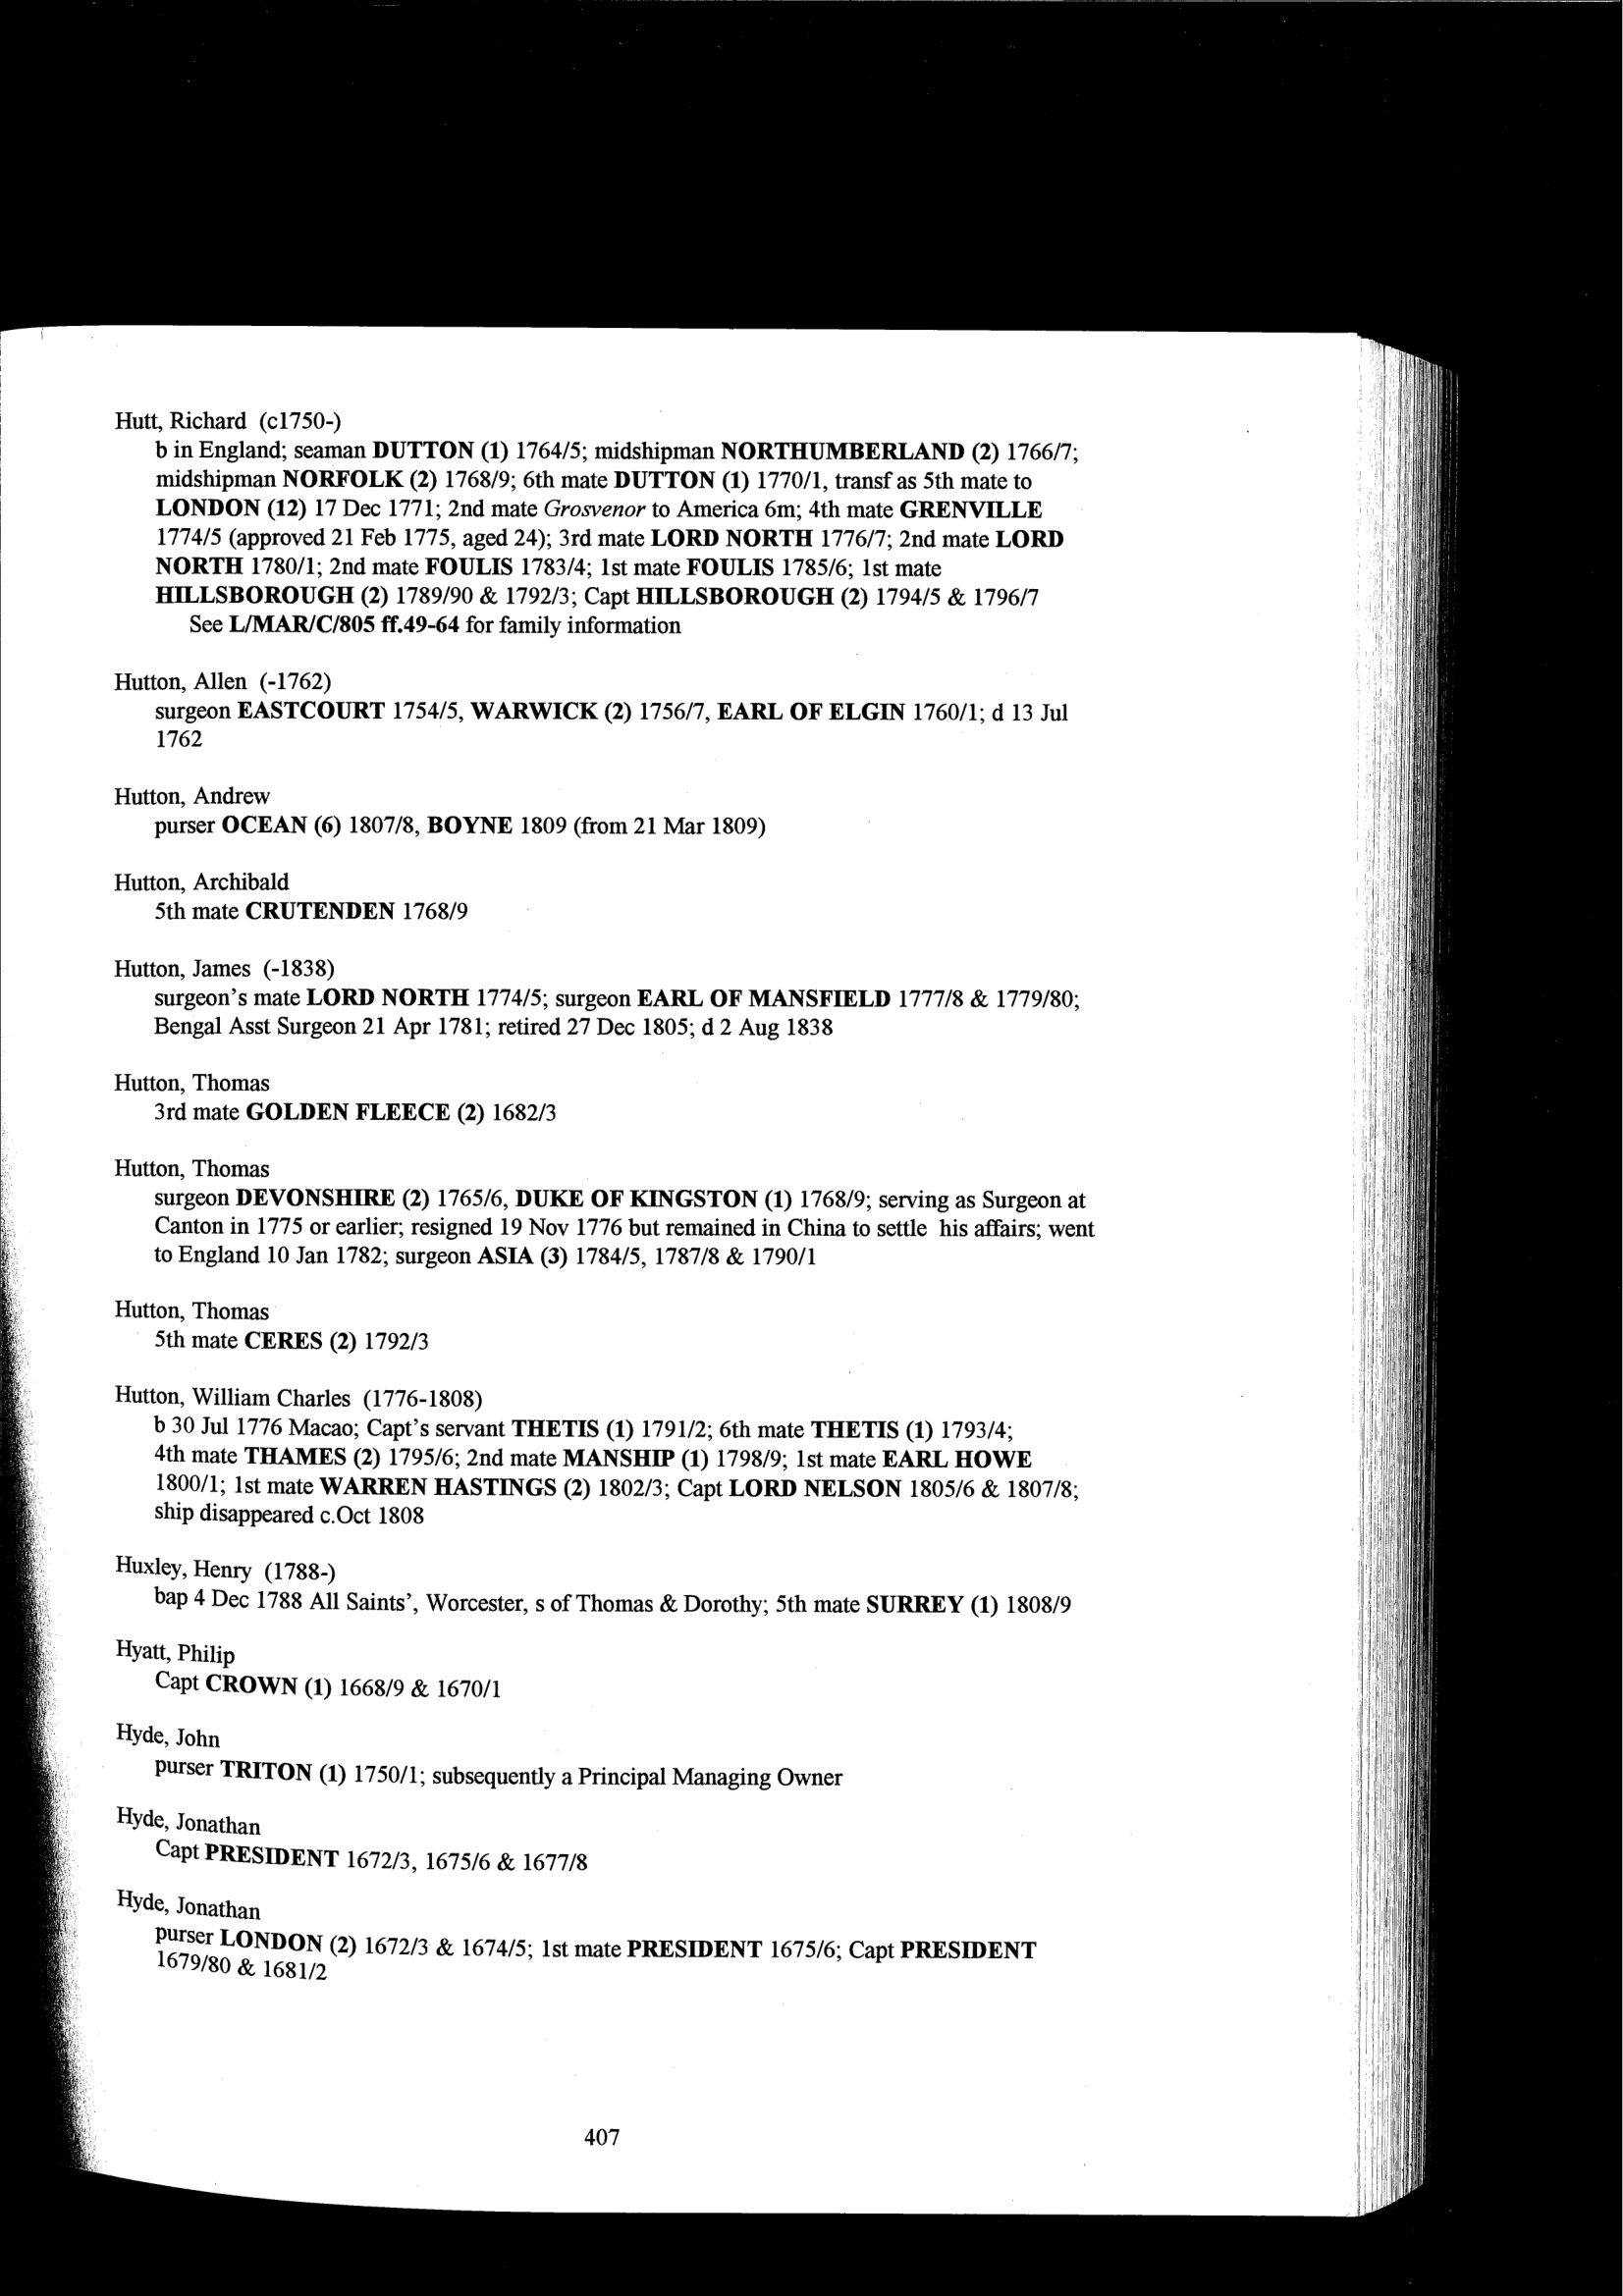 Hutt, Richard (c1750-)
b in England; seaman DUTTON (1) 1764/5; midshipman NORTHUMBERLAND (2) 1766/7;
midshipman NORFOLK (2) 1768/9; 6th mate DUTTON (1) 1770/1, transf as 5th mate to
LONDON (12) 17 Dec 1771; 2nd mate Grosvenor to America 6m; 4th mate GRENVILLE
1774/5 (approved 21 Feb 1775, aged 24); 3rd mate LORD NORTH 1776/7; 2nd mate LORD
NORTH 1780/1; 2nd mate FOULIS 1783/4; 1st mate FOULIS 1785/6; 1st mate
HILLSBOROUGH (2) 1789/90 & 1792/3; Capt HILLSBOROUGH (2) 1794/5 & 1796/7
See L/MAR/C/805 ff.49-64 for family information
Hutton, Allen (-1762)
surgeon EASTCOURT 1754/5, WARWICK (2) 1756/7, EARL OF ELGIN 1760/1; d 13 Jul
1762
Hutton, Andrew
purser OCEAN (6) 1807/8, BOYNE 1809 (from 21 Mar 1809)
Hutton, Archibald
5th mate CRUTENDEN 1768/9
Hutton, James (-1838)
surgeon's mate LORD NORTH 1774/5; surgeon EARL OF MANSFIELD 1777/8 & 1779/80;
Bengal Asst Surgeon 21 Apr 1781; retired 27 Dec 1805; d 2 Aug 1838
Hutton, Thomas
3rd mate GOLDEN FLEECE (2) 1682/3
Hutton, Thomas
surgeon DEVONSHIRE (2) 1765/6, DUKE OF KINGSTON (1) 1768/9; serving as Surgeon at
Canton in 1775 or earlier; resigned 19 Nov 1776 but remained in China to settle his affairs; went
to England 10 Jan 1782; surgeon ASIA (3) 1784/5, 1787/8 & 1790/1
Hutton, Thomas
5th mate CERES (2) 1792/3
Hutton, William Charles (1776-1808)
b 30 Jul 1776 Macao; Capt's servant THETIS (1) 1791/2; 6th mate THETIS (1) 1793/4;
4th mate THAMES (2) 1795/6; 2nd mate MANSHIP (1) 1798/9; 1st mate EARL HOWE
1800/1; 1st mate WARREN HASTINGS (2) 1802/3; Capt LORD NELSON 1805/6 & 1807/8;
ship disappeared c.Oct 1808
Huxley, Henry (1788-)
bap 4 Dec 1788 All Saints', Worcester, s of Thomas & Dorothy; 5th mate SURREY (1) 1808/9
Hyatt, Philip
Capt CROWN (1) 1668/9 & 1670/1
Hyde, John
purser TRITON (1) 1750/1; subsequently a Principal Managing Owner
Hyde, Jonathan
Capt PRESIDENT 1672/3, 1675/6 & 1677/8
Hyde, Jonathan
purser LONDON (2) 1672/3 & 1674/5; 1st mate PRESIDENT 1675/6; Capt PRESIDENT
1679/80 & 1681/2
407